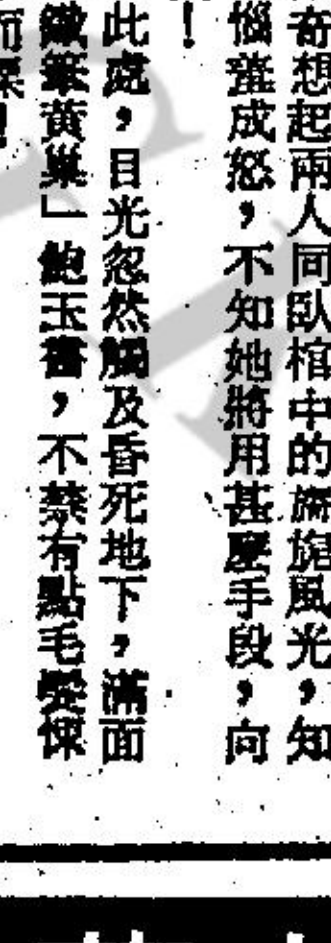 奇想起兩人同臥棺中的旖旎風光，知
惱羞成怒，不知她將用甚麼手段，向
！
此處，目光忽然觸及昏死地下，滿面
鐵筆黃巢」鮑玉書，不禁有點毛髮悚